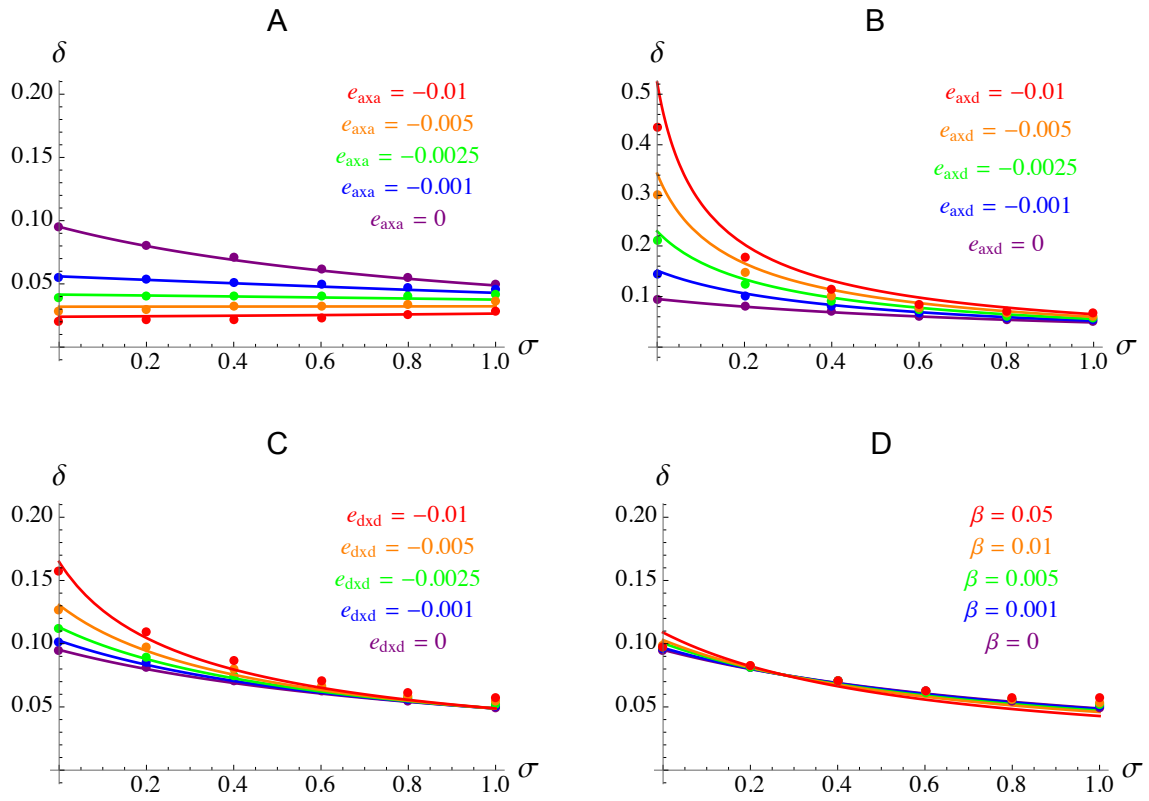 A
δ
0.20
0.15
0.10
0.05
0.2 0.4 0.6 0.8 1.0 σ
e_axa = −0.01
e_axa = −0.005
e_axa = −0.0025
e_axa = −0.001
e_axa = 0
B
δ
0.5
0.4
0.3
0.2
0.1
0.2 0.4 0.6 0.8 1.0 σ
e_axd = −0.01
e_axd = −0.005
e_axd = −0.0025
e_axd = −0.001
e_axd = 0
C
δ
0.20
0.15
0.10
0.05
0.2 0.4 0.6 0.8 1.0 σ
e_dxd = −0.01
e_dxd = −0.005
e_dxd = −0.0025
e_dxd = −0.001
e_dxd = 0
D
δ
0.20
0.15
0.10
0.05
0.2 0.4 0.6 0.8 1.0 σ
β = 0.05
β = 0.01
β = 0.005
β = 0.001
β = 0